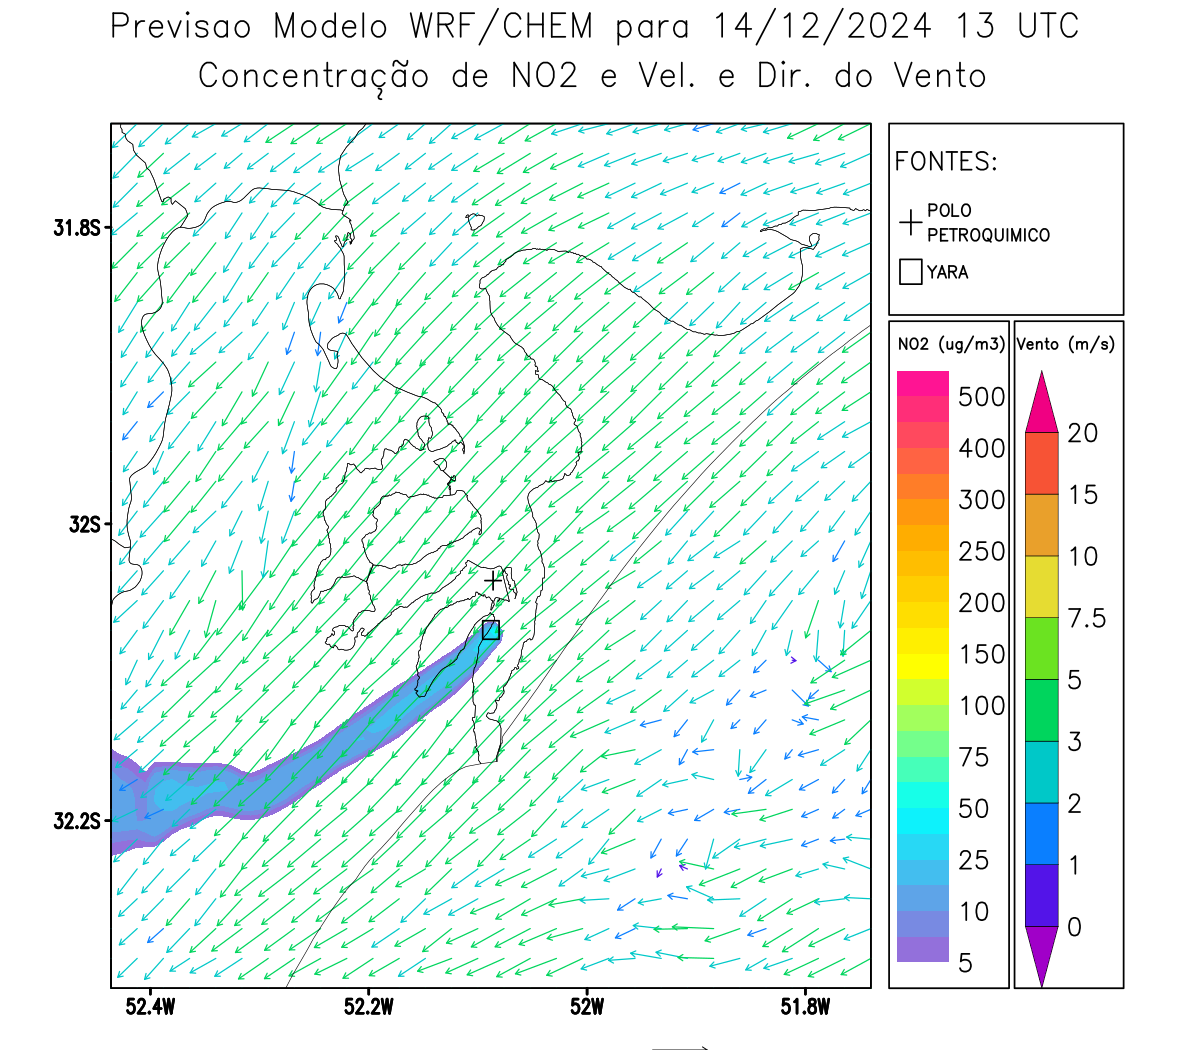 Previsao Modelo WRF/CHEM para 14/12/2024 13 UTC
Concentração de NO2 e Vel. e Dir. do Vento
FONTES:
POLO
PETROQUIMICO
YARA
NO2 (ug/m3)
500
400
300
250
200
150
100
75
50
25
10
5
Vento (m/s)
20
15
10
7.5
5
3
2
1
0
31.8S
32S
32.2S
52.4W
52.2W
52W
51.8W